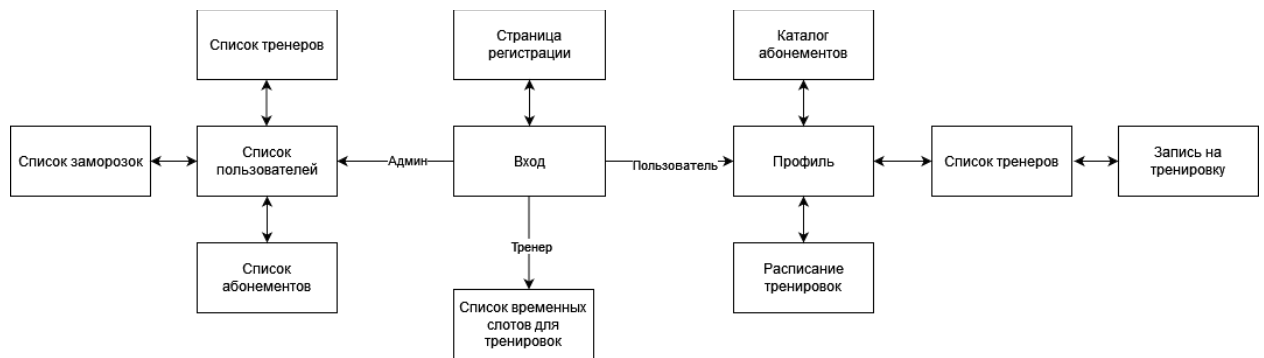 Список тренеров
Страница
регистрации
Каталог
абонементов
Список заморозок
Список
пользователей
Админ
Вход
Пользователь
Профиль
Список тренеров
Запись на
тренировку
Тренер
Список
абонементов
Список временных
слотов для
тренировок
Расписание
тренировок